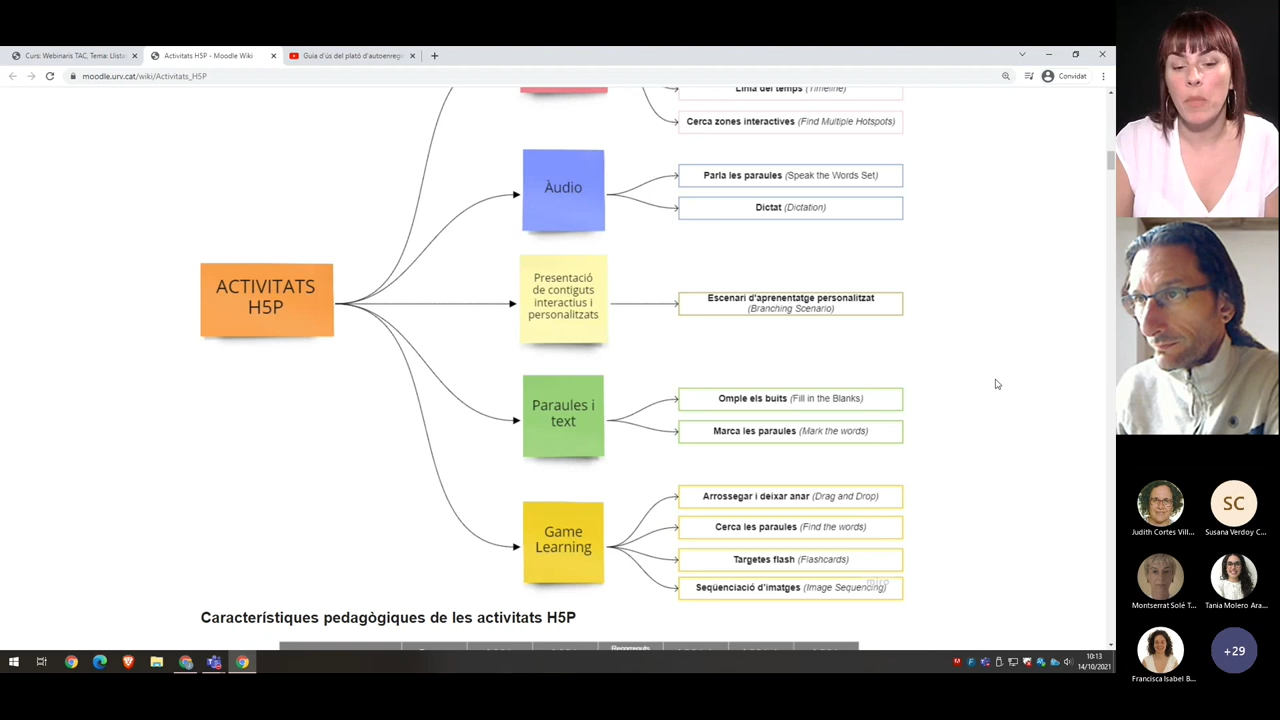 Curs: Webinaris TAC, Tema: Llista
Activitats H5P - Moodle Wiki
Guia d'ús del plató d'autoenreg
moodle.urv.cat/wiki/Activitats_H5P
Convidat
Línia del temps (Timeline)
Cerca zones interactives (Find Multiple Hotspots)
Àudio
Parla les paraules (Speak the Words Set)
Dictat (Dictation)
ACTIVITATS
H5P
Presentació
de contiguts
interactius i
personalitzats
Escenari d'aprenentatge personalitzat
(Branching Scenario)
Paraules i
text
Omple els buits (Fill in the Blanks)
Marca les paraules (Mark the words)
Game
Learning
Arrossegar i deixar anar (Drag and Drop)
Cerca les paraules (Find the words)
Targetes flash (Flashcards)
Seqüenciació d'imatges (Image Sequencing)
miro
Característiques pedagògiques de les activitats H5P
10:13
14/10/2021
SC
Judith Cortes Vill...
Susana Verdoy C...
Montserrat Solé T...
Tania Molero Ara...
+29
Francisca Isabel B...